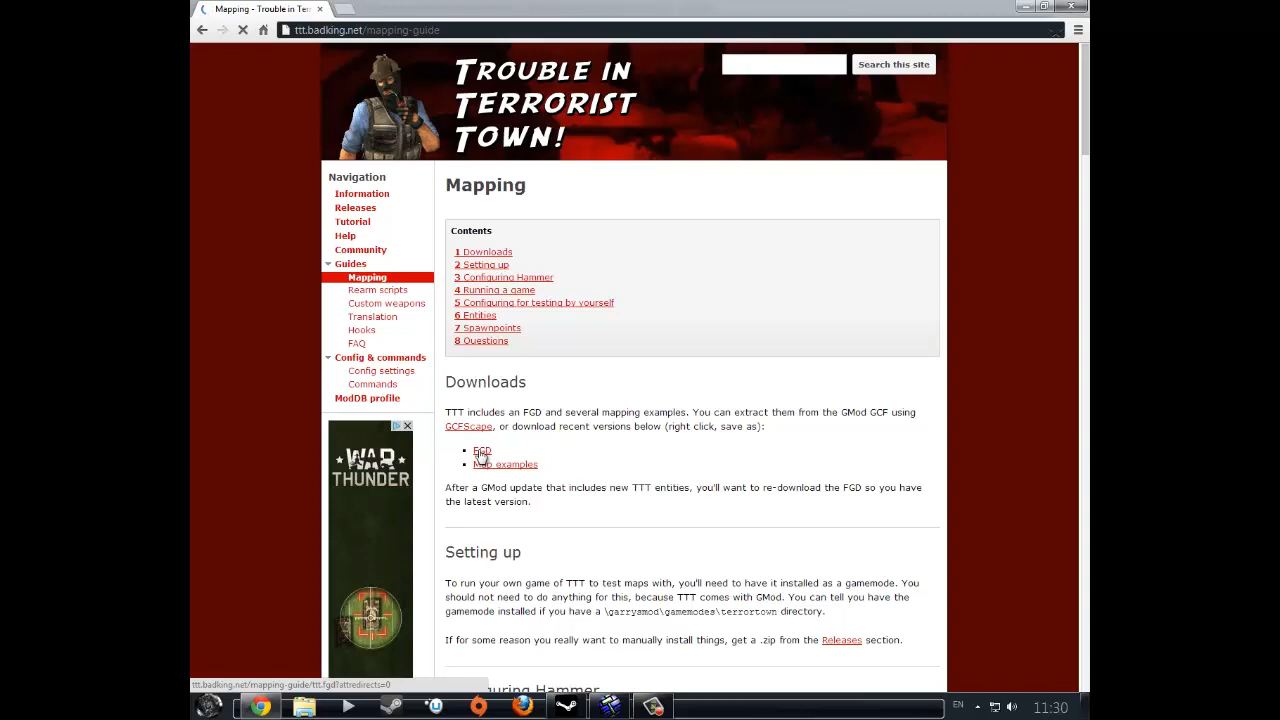 Mapping - Trouble in Terr
ttt.badking.net/mapping-guide
TROUBLE IN
TERRORIST
TOWN!
Search this site
Navigation
Information
Releases
Tutorial
Help
Community
Guides
Mapping
Rearm scripts
Custom weapons
Translation
Hooks
FAQ
Config & commands
Config settings
Commands
ModDB profile
WAR
THUNDER
Mapping
Contents
1 Downloads
2 Setting up
3 Configuring Hammer
4 Running a game
5 Configuring for testing by yourself
6 Entities
7 Spawnpoints
8 Questions
Downloads
TTT includes an FGD and several mapping examples. You can extract them from the GMod GCF using
GCFScape, or download recent versions below (right click, save as):
FGD
Map examples
After a GMod update that includes new TTT entities, you'll want to re-download the FGD so you have
the latest version.
Setting up
To run your own game of TTT to test maps with, you'll need to have it installed as a gamemode. You
should not need to do anything for this, because TTT comes with GMod. You can tell you have the
gamemode installed if you have a \garrysmod\gamemodes\terrortown directory.
If for some reason you really want to manually install things, get a .zip from the Releases section.
Configuring Hammer
ttt.badking.net/mapping-guide/ttt.fgd?attredirects=0
EN
11:30